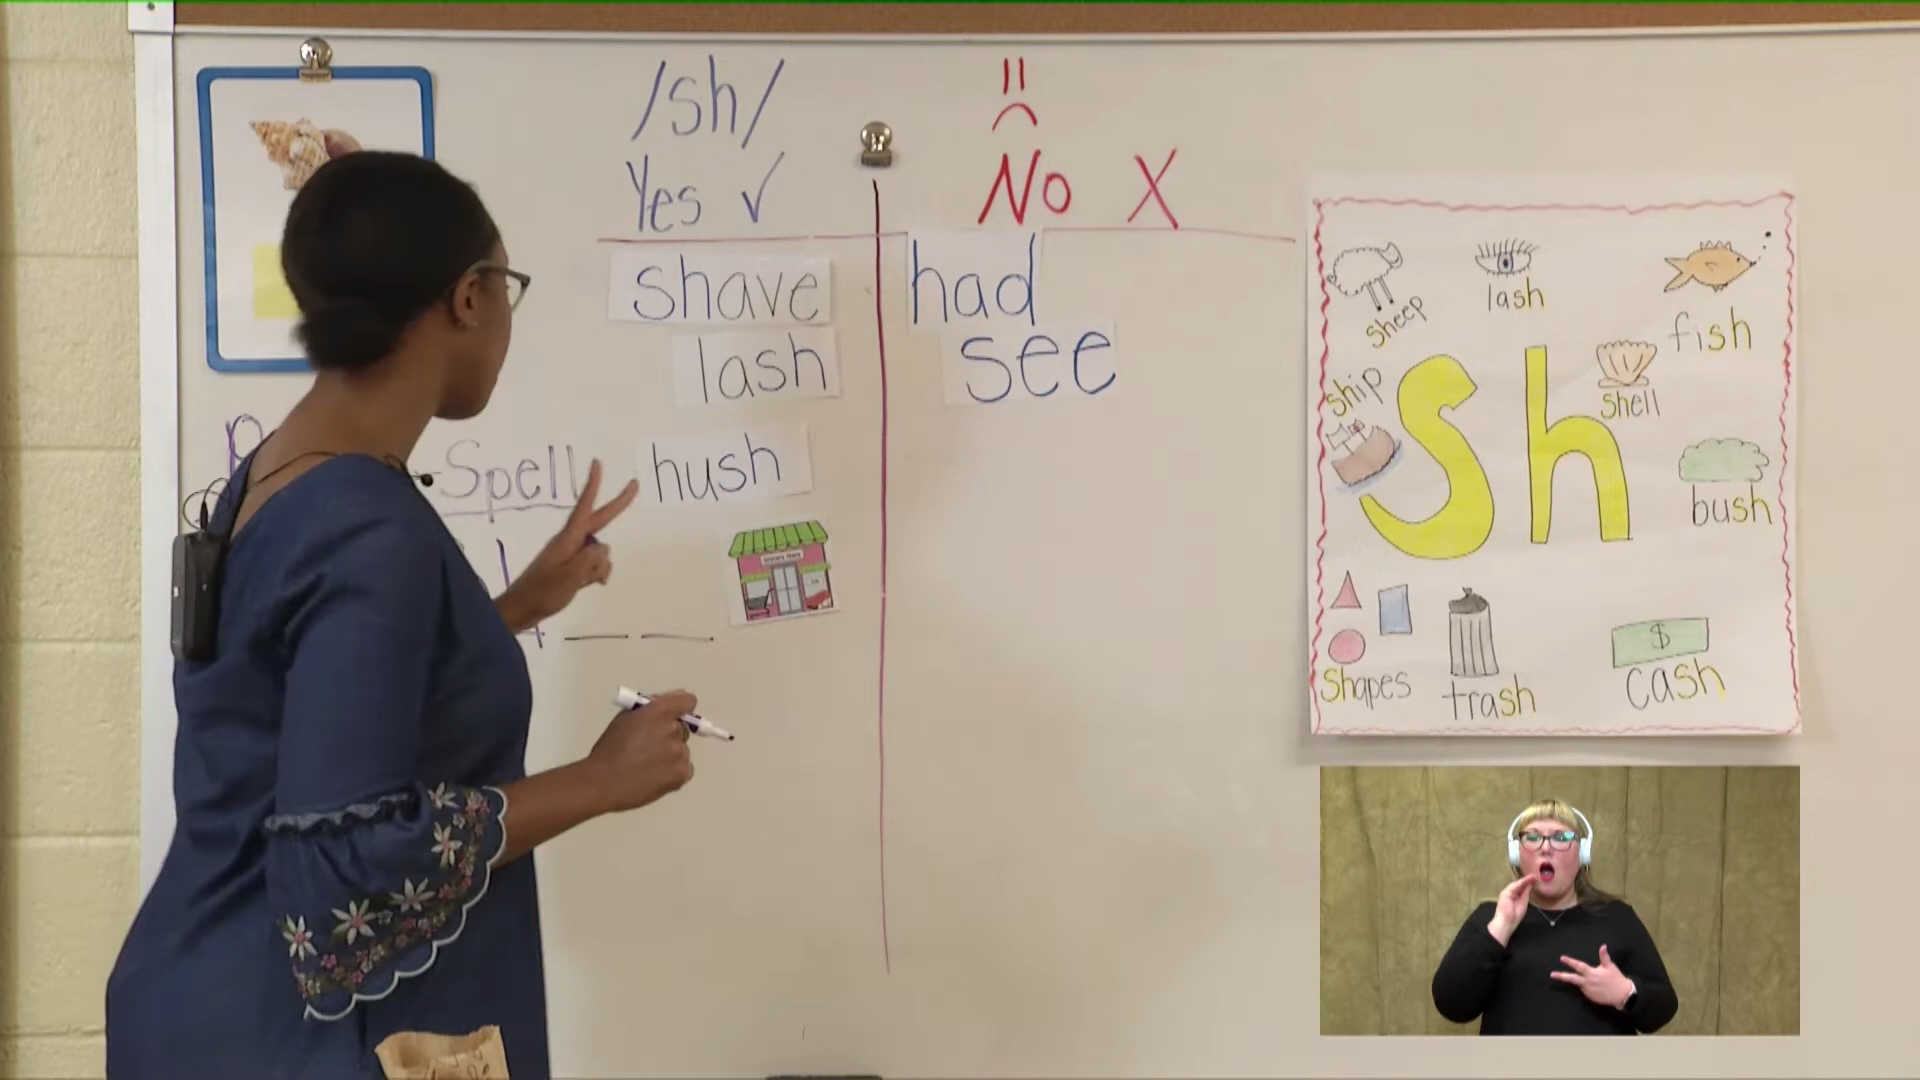 /sh/
Yes ✓
No X
shave
had
lash
see
Spell
hush
sheep
lash
fish
ship
shell
Sh
bush
$
shapes
trash
cash